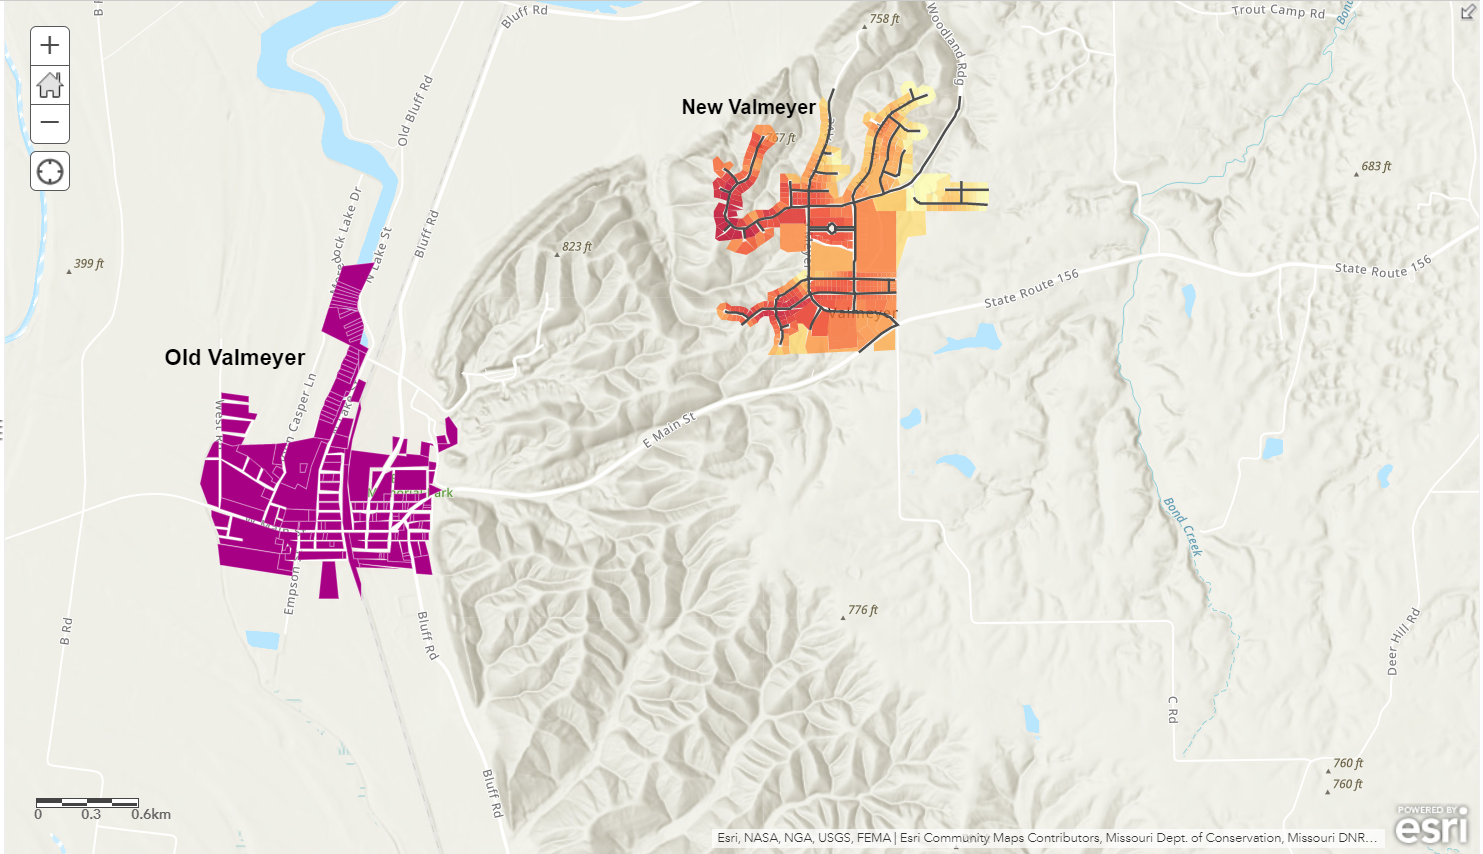 Bluff Rd
758 ft
Woodland Rdg
Trout Camp Rd
New Valmeyer
Old Bluff Rd
683 ft
N Lake St
Bluff Rd
823 ft
399 ft
State Route 156
State Route 156
Valmeyer
Old Valmeyer
E Main St
Bond Creek
Empson
776 ft
B Rd
Bluff Rd
Deer Hill Rd
C Rd
Bluff Rd
760 ft
760 ft
0 0.3 0.6km
POWERED BY
esri
Esri, NASA, NGA, USGS, FEMA | Esri Community Maps Contributors, Missouri Dept. of Conservation, Missouri DNR…